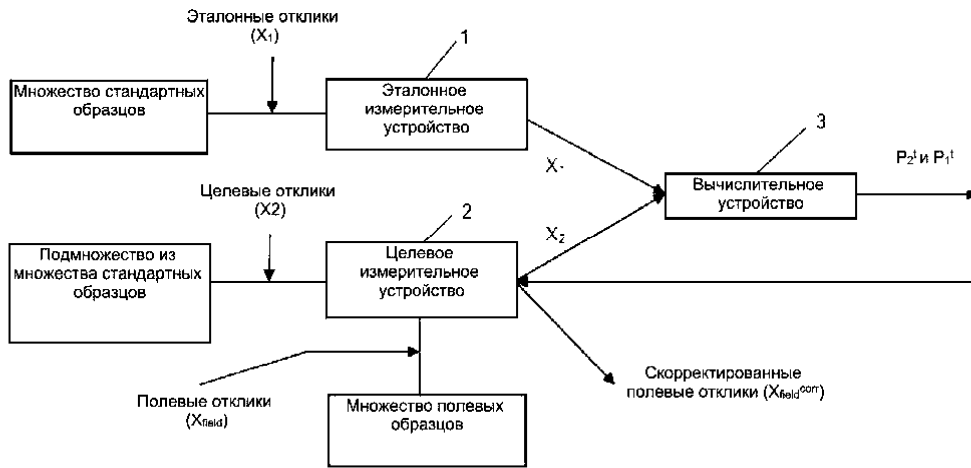 Эталонные отклики
(X₁)
1
Множество стандартных
образцов
Эталонное
измерительное
устройство
3
X₁
P₂ᵗ и P₁ᵗ
Вычислительное
устройство
Целевые отклики
(X2)
2
X₂
Подмножество из
множества стандартных
образцов
Целевое
измерительное
устройство
Скорректированные
полевые отклики (Xfieldᶜᵒʳʳ)
Полевые отклики
(Xfield)
Множество полевых
образцов